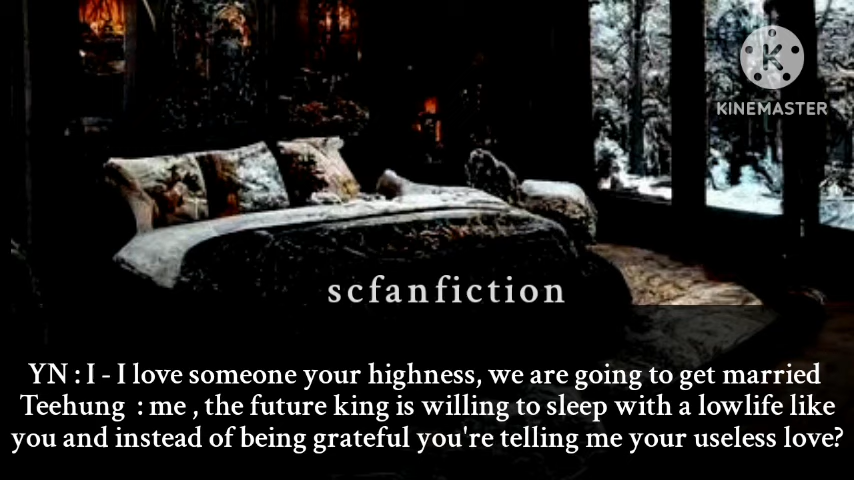 KINEMASTER
scfanfiction
YN : I - I love someone your highness, we are going to get married
Teehung : me , the future king is willing to sleep with a lowlife like
you and instead of being grateful you're telling me your useless love?